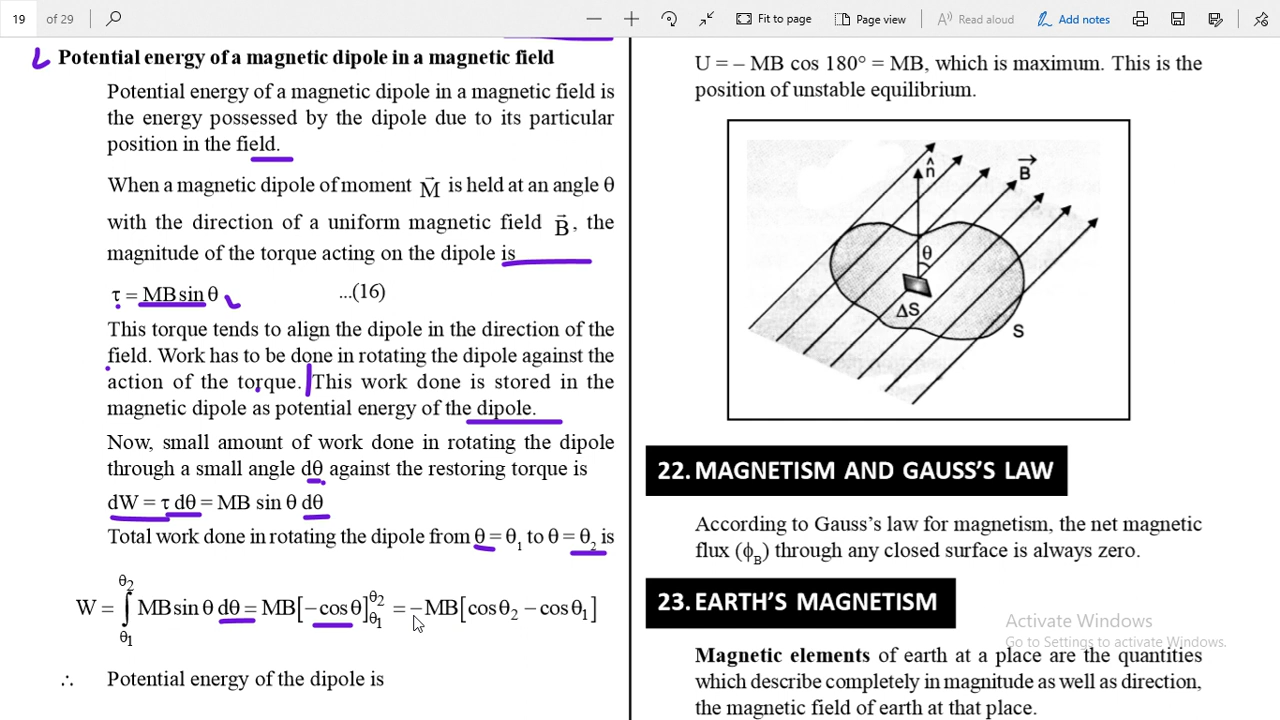 19 of 29 Fit to page Page view Read aloud Add notes
Potential energy of a magnetic dipole in a magnetic field
Potential energy of a magnetic dipole in a magnetic field is
the energy possessed by the dipole due to its particular
position in the field.
When a magnetic dipole of moment M⃗ is held at an angle θ
with the direction of a uniform magnetic field B⃗, the
magnitude of the torque acting on the dipole is
τ = MB sin θ ...(16)
This torque tends to align the dipole in the direction of the
field. Work has to be done in rotating the dipole against the
action of the torque. This work done is stored in the
magnetic dipole as potential energy of the dipole.
Now, small amount of work done in rotating the dipole
through a small angle dθ against the restoring torque is
dW = τ dθ = MB sin θ dθ
Total work done in rotating the dipole from θ = θ₁ to θ = θ₂ is
W = ∫_θ₁^θ₂ MB sin θ dθ = MB[−cos θ]_θ₁^θ₂ = −MB[cos θ₂ − cos θ₁]
∴ Potential energy of the dipole is
U = – MB cos 180° = MB, which is maximum. This is the
position of unstable equilibrium.
n̂
B⃗
θ
ΔS
S
22. MAGNETISM AND GAUSS'S LAW
According to Gauss's law for magnetism, the net magnetic
flux (ϕ_B) through any closed surface is always zero.
23. EARTH'S MAGNETISM
Activate Windows
Go to Settings to activate Windows.
Magnetic elements of earth at a place are the quantities
which describe completely in magnitude as well as direction,
the magnetic field of earth at that place.